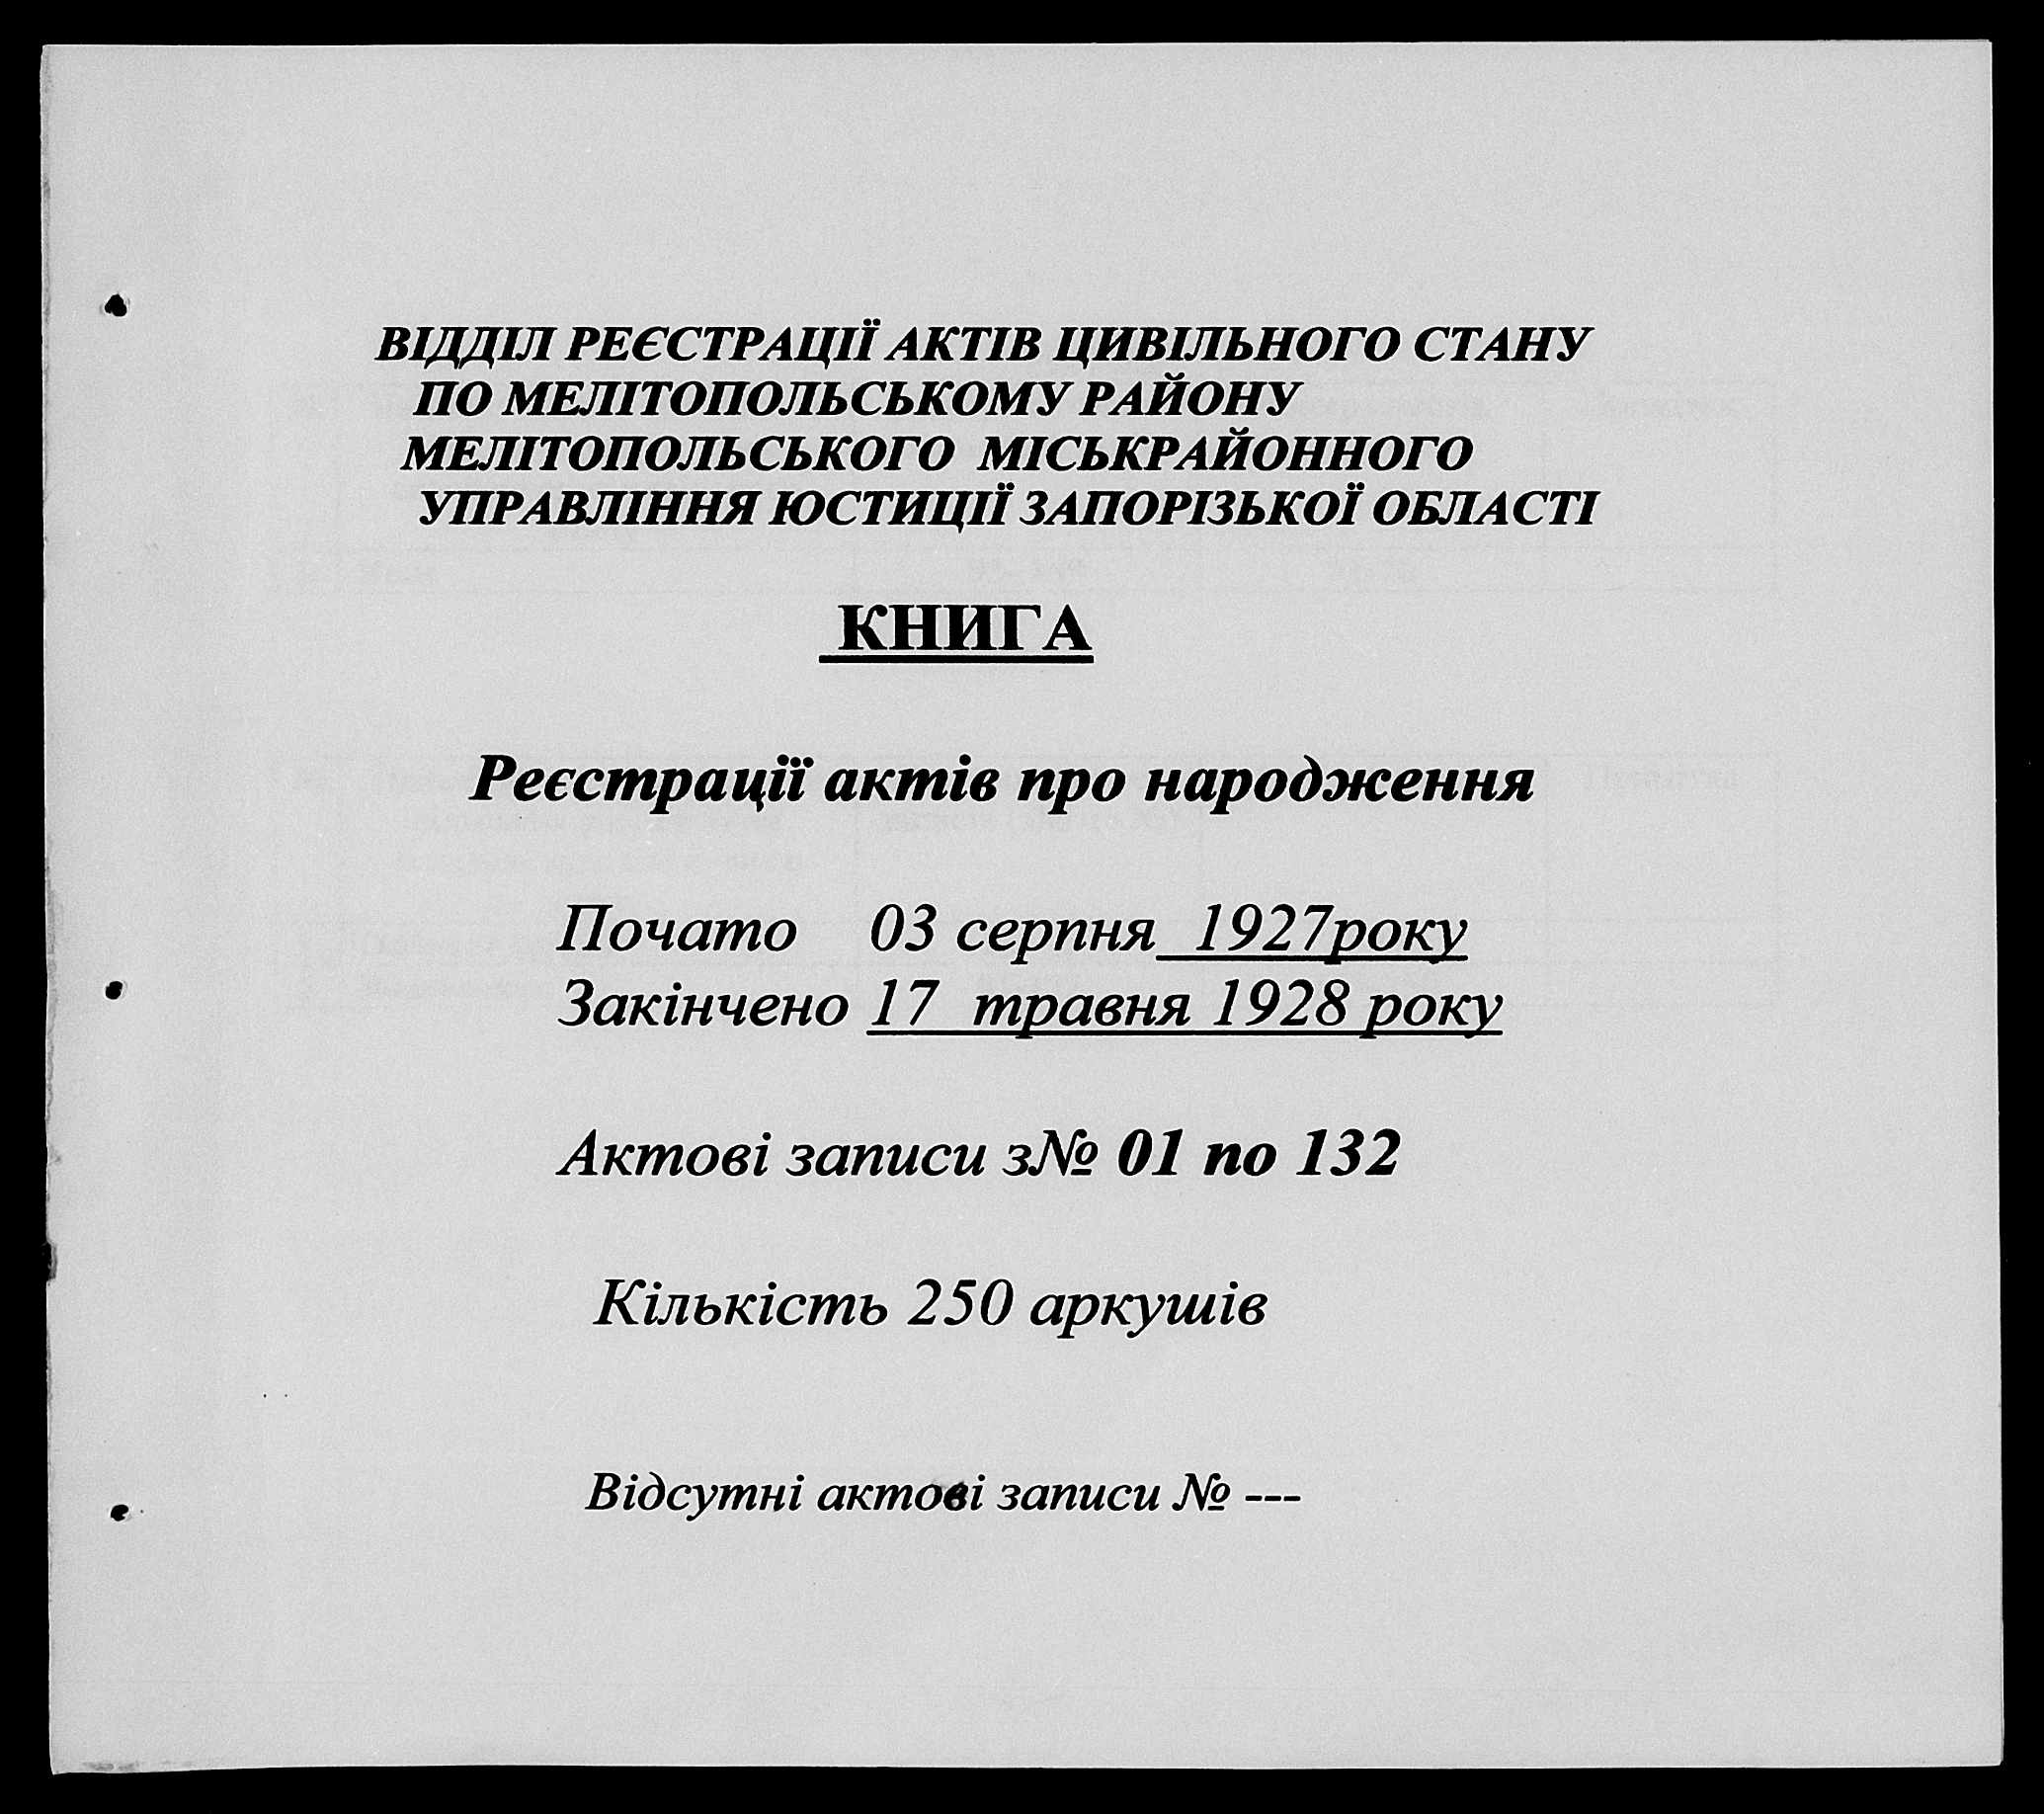 ВІДДІЛ РЕЄСТРАЦІЇ АКТІВ ЦИВІЛЬНОГО СТАНУ
ПО МЕЛІТОПОЛЬСЬКОМУ РАЙОНУ
МЕЛІТОПОЛЬСЬКОГО МІСЬКРАЙОННОГО
УПРАВЛІННЯ ЮСТИЦІЇ ЗАПОРІЗЬКОЇ ОБЛАСТІ
КНИГА
Реєстрації актів про народження
Почато 03 серпня 1927року
Закінчено 17 травня 1928 року
Актові записи з№ 01 по 132
Кількість 250 аркушів
Відсутні актові записи № ---